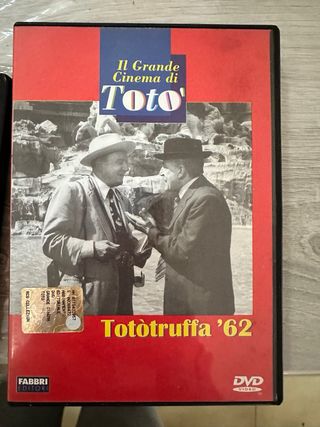 Il Grande
Cinema di
Totò
Totòtruffa '62
FABBRI
EDITORI
DVD
VIDEO